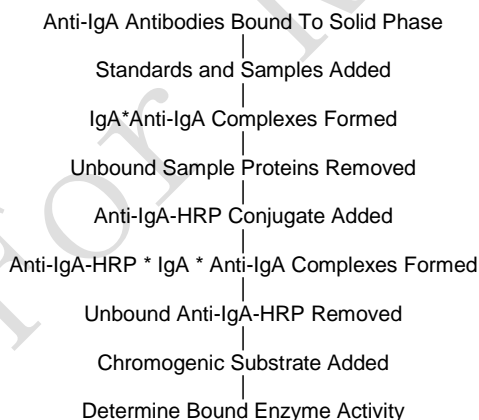 Anti-IgA Antibodies Bound To Solid Phase
Standards and Samples Added
IgA*Anti-IgA Complexes Formed
Unbound Sample Proteins Removed
Anti-IgA-HRP Conjugate Added
Anti-IgA-HRP * IgA * Anti-IgA Complexes Formed
Unbound Anti-IgA-HRP Removed
Chromogenic Substrate Added
Determine Bound Enzyme Activity